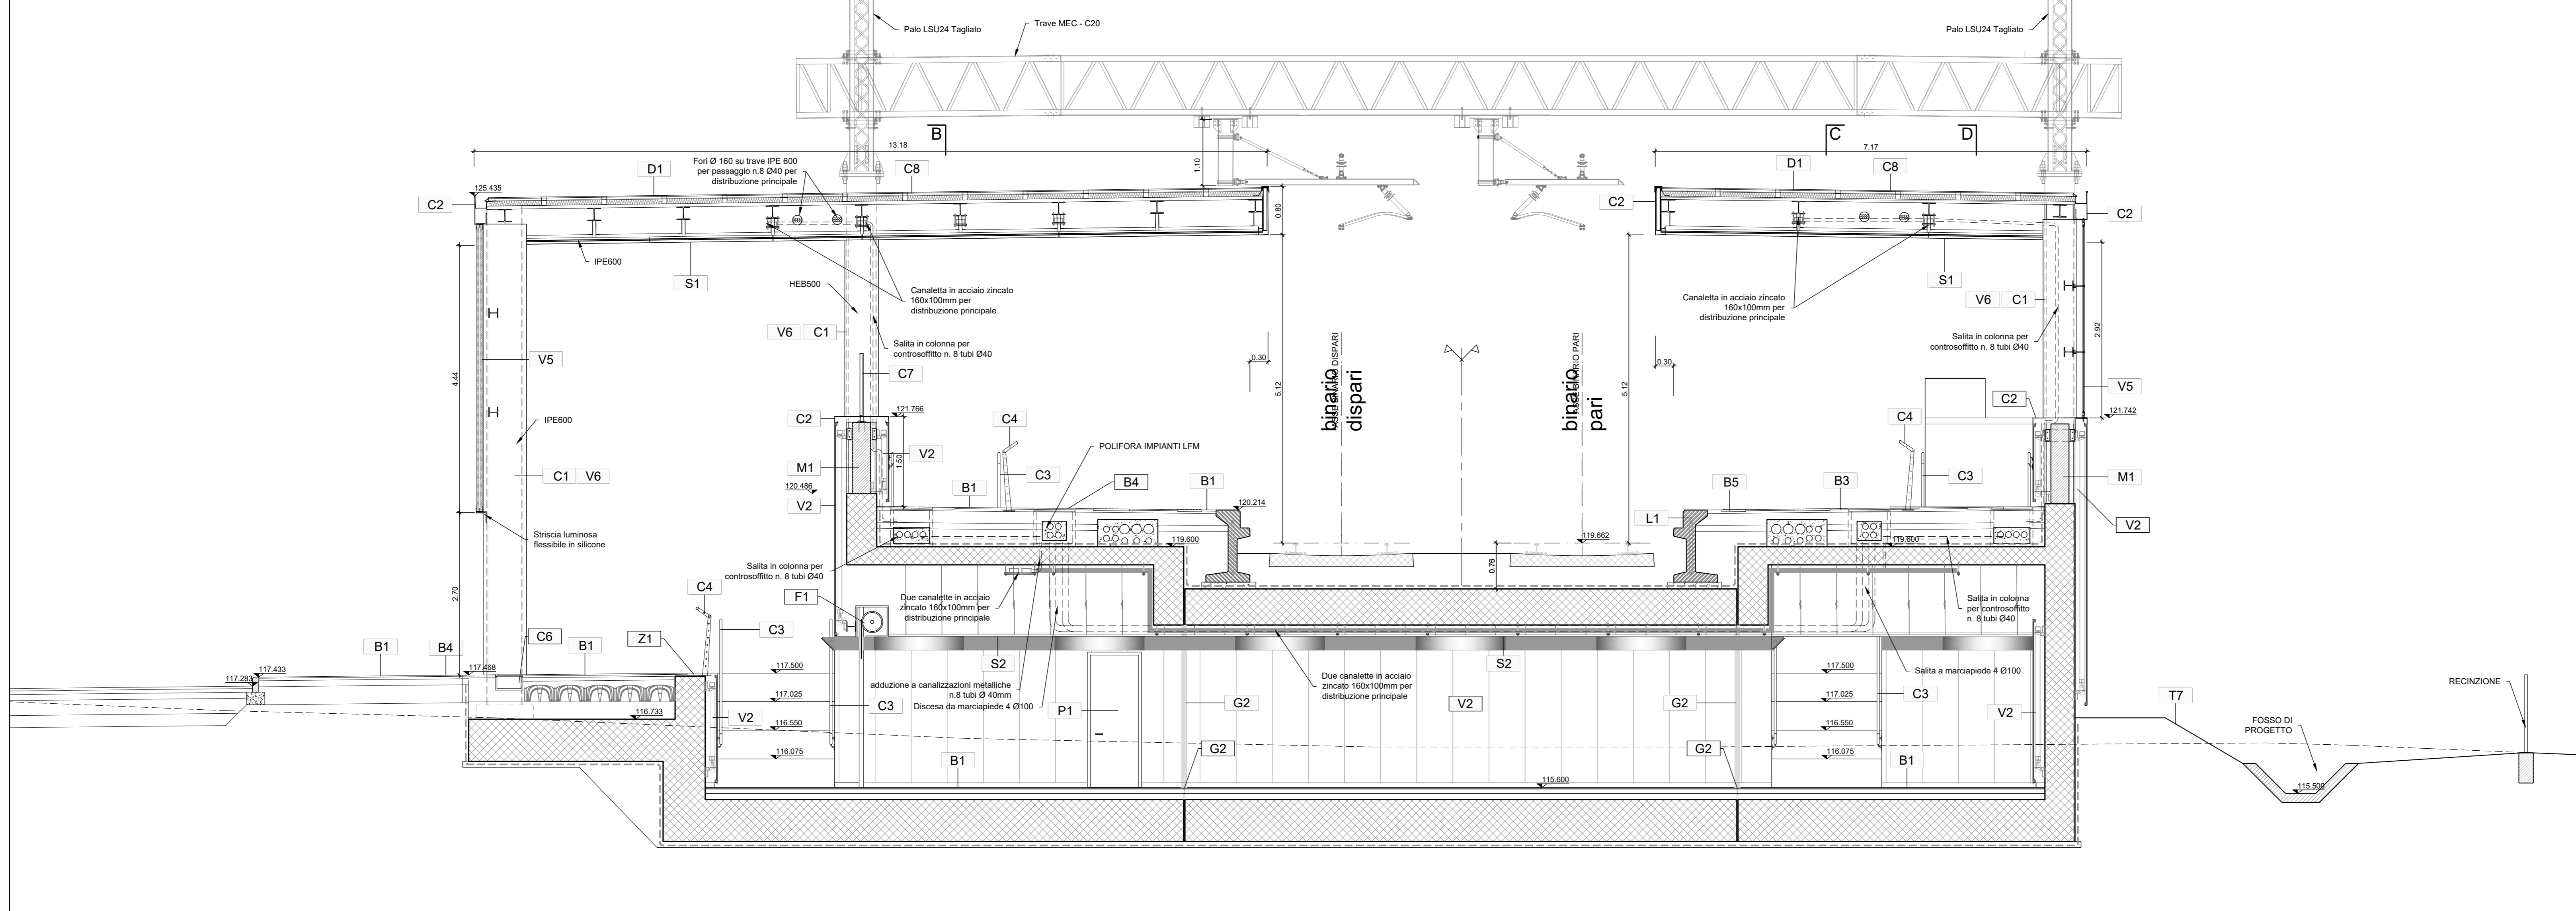 Palo LSU24 Tagliato
Trave MEC - C20
Palo LSU24 Tagliato
B
C
D
13.18
7.17
1.10
Fori Ø 160 su trave IPE 600
per passaggio n.8 Ø40 per
distribuzione principale
D1
C8
D1
C8
125.435
C2
C2
C2
0.80
IPE600
S1
S1
HEB500
Canaletta in acciaio zincato
160x100mm per
distribuzione principale
Canaletta in acciaio zincato
160x100mm per
distribuzione principale
V6
C1
V6
C1
Salita in colonna per
controsoffitto n. 8 tubi Ø40
Salita in colonna per
controsoffitto n. 8 tubi Ø40
2.92
V5
V5
4.44
C7
0.30
0.30
5.12
5.12
ASSE BINARIO DISPARI
binario
dispari
ASSE BINARIO PARI
binario
pari
121.766
121.742
C2
C2
C4
C4
IPE600
POLIFORA IMPIANTI LFM
1.50
V2
M1
C3
C3
M1
C1
V6
B1
B4
B1
B5
B3
120.486
120.214
V2
L1
V2
Striscia luminosa
flessibile in silicone
119.600
119.662
119.600
0.76
Salita in colonna per
controsoffitto n. 8 tubi Ø40
2.70
C4
F1
Due canalette in acciaio
zincato 160x100mm per
distribuzione principale
Salita in colonna
per controsoffitto
n. 8 tubi Ø40
C3
C6
Z1
B1
B4
B1
S2
S2
117.433
117.468
117.283
117.500
117.500
Salita a marciapiede 4 Ø100
adduzione a canalizzazioni metalliche
n.8 tubi Ø 40mm
Discesa da marciapiede 4 Ø100
Due canalette in acciaio
zincato 160x100mm per
distribuzione principale
RECINZIONE
117.025
117.025
C3
C3
T7
116.733
V2
P1
G2
V2
G2
V2
116.550
116.550
FOSSO DI
PROGETTO
G2
G2
116.075
116.075
B1
B1
115.600
115.500